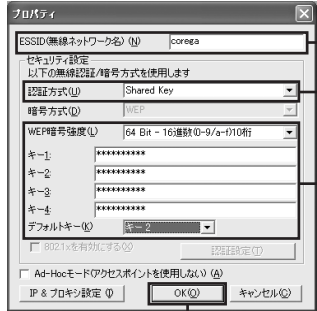 プロパティ
ESSID(無線ネットワーク名) (N) corega
セキュリティ設定
以下の無線認証/暗号方式を使用します
認証方式(U) Shared Key
暗号方式(D) WEP
WEP暗号強度(L) 64 Bit - 16進数(0-9/a-f)10桁
キー1: **********
キー2: **********
キー3: **********
キー4: **********
デフォルトキー(K) キー 2
802.1xを有効にする(X) 認証設定(T)
Ad-Hocモード(アクセスポイントを使用しない) (A)
IP & プロキシ設定 (I) OK(O) キャンセル(C)